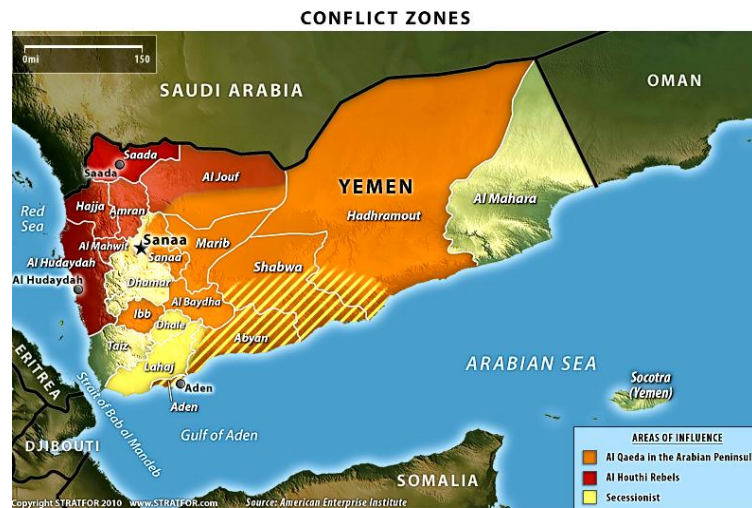 CONFLICT ZONES
0mi 150
SAUDI ARABIA
OMAN
Saada
Saada
Al Jouf
YEMEN
Hadhramout
Al Mahara
Red
Sea
Hajja
Amran
Al Mahwit
Sanaa
Sanaa
Marib
Al Hudaydah
Al Hudaydah
Shabwa
Dhamar
Al Baydha
Ibb
Dhale
Abyan
Taiz
Lahaj
Aden
Aden
ERITREA
Strait of Bab al Mandeb
DJIBOUTI
Gulf of Aden
ARABIAN SEA
Socotra
(Yemen)
SOMALIA
AREAS OF INFLUENCE
Al Qaeda in the Arabian Peninsul
Al Houthi Rebels
Secessionist
Copyright STRATFOR 2010 www.STRATFOR.com Source: American Enterprise Institute